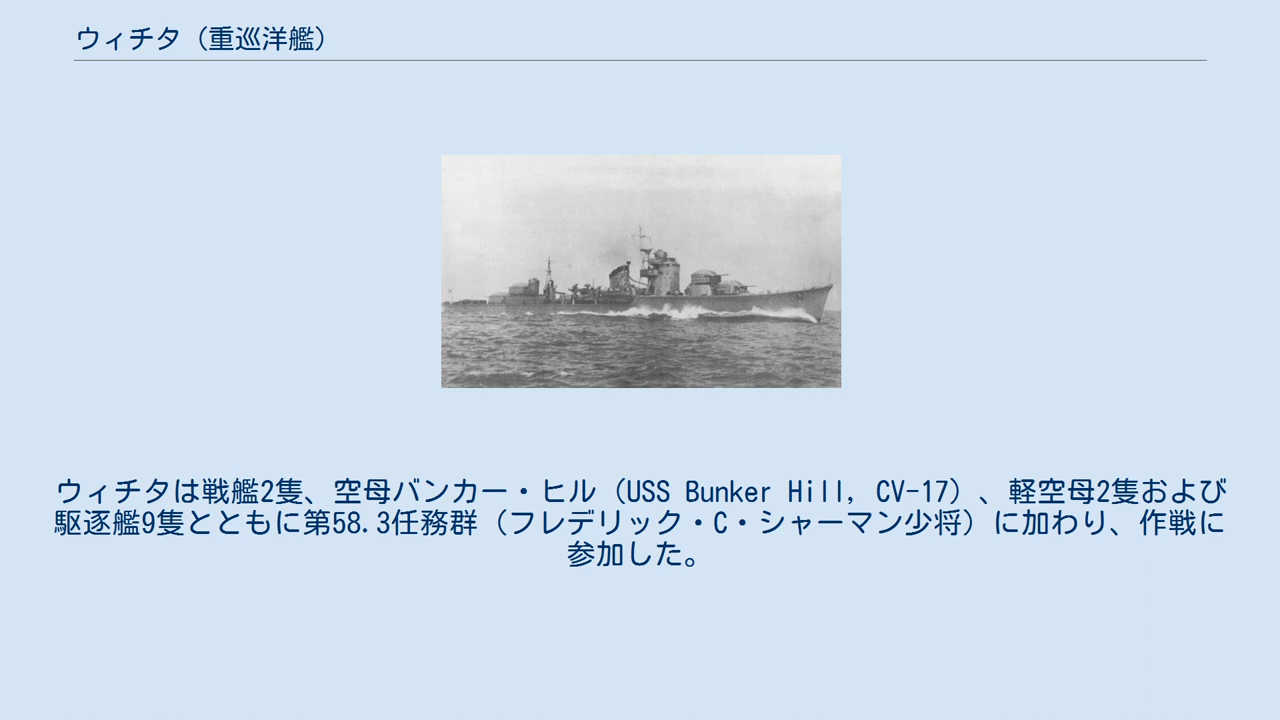 ウィチタ（重巡洋艦）
ウィチタは戦艦2隻、空母バンカー・ヒル（USS Bunker Hill, CV-17）、軽空母2隻および
駆逐艦9隻とともに第58.3任務群（フレデリック・C・シャーマン少将）に加わり、作戦に
参加した。